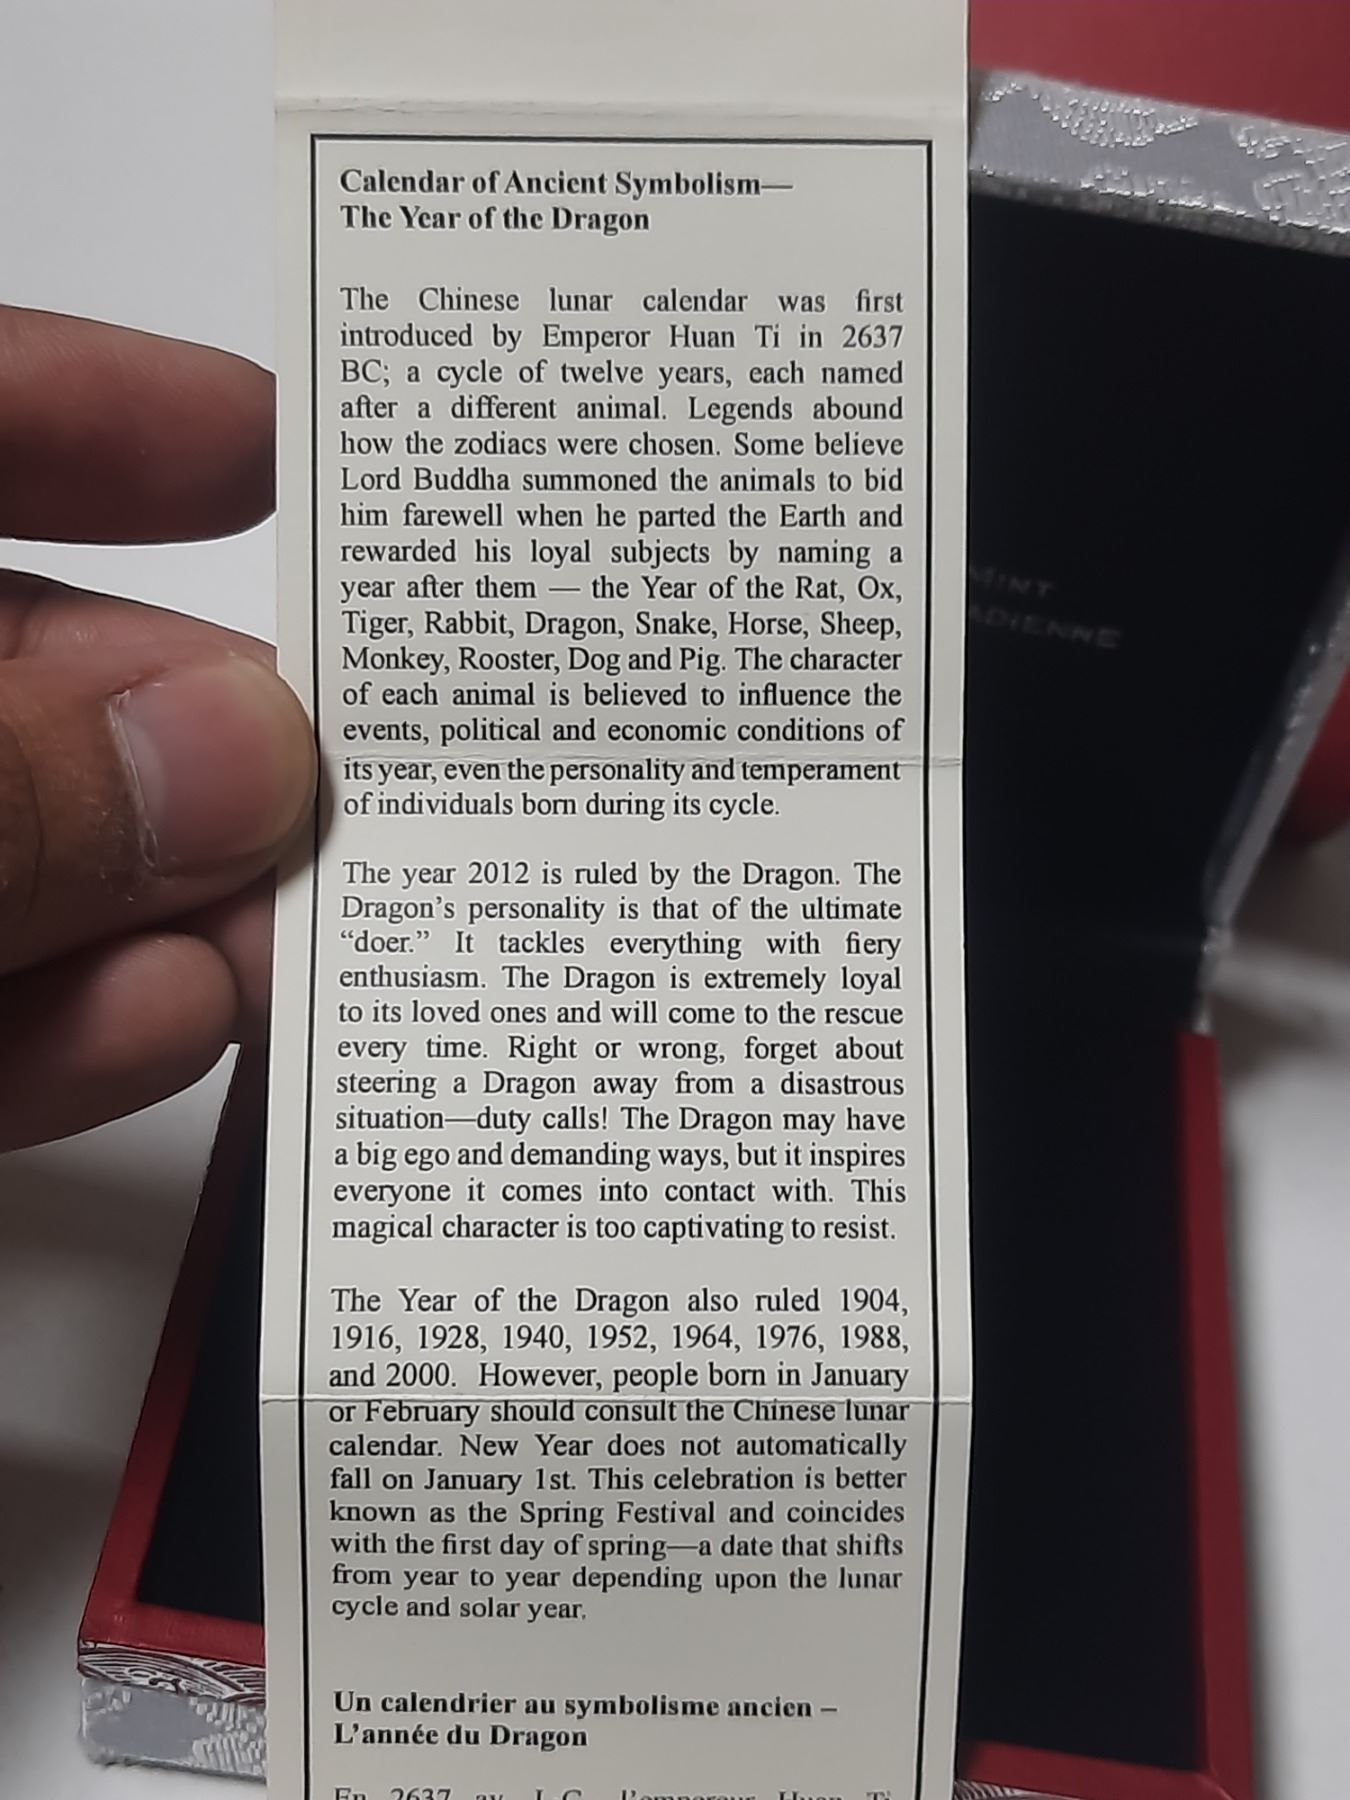 Calendar of Ancient Symbolism—
The Year of the Dragon
The Chinese lunar calendar was first
introduced by Emperor Huan Ti in 2637
BC; a cycle of twelve years, each named
after a different animal. Legends abound
how the zodiacs were chosen. Some believe
Lord Buddha summoned the animals to bid
him farewell when he parted the Earth and
rewarded his loyal subjects by naming a
year after them — the Year of the Rat, Ox,
Tiger, Rabbit, Dragon, Snake, Horse, Sheep,
Monkey, Rooster, Dog and Pig. The character
of each animal is believed to influence the
events, political and economic conditions of
its year, even the personality and temperament
of individuals born during its cycle.
The year 2012 is ruled by the Dragon. The
Dragon's personality is that of the ultimate
“doer.” It tackles everything with fiery
enthusiasm. The Dragon is extremely loyal
to its loved ones and will come to the rescue
every time. Right or wrong, forget about
steering a Dragon away from a disastrous
situation—duty calls! The Dragon may have
a big ego and demanding ways, but it inspires
everyone it comes into contact with. This
magical character is too captivating to resist.
The Year of the Dragon also ruled 1904,
1916, 1928, 1940, 1952, 1964, 1976, 1988,
and 2000. However, people born in January
or February should consult the Chinese lunar
calendar. New Year does not automatically
fall on January 1st. This celebration is better
known as the Spring Festival and coincides
with the first day of spring—a date that shifts
from year to year depending upon the lunar
cycle and solar year.
Un calendrier au symbolisme ancien –
L'année du Dragon
En 2637 av. J.-C. l'empereur Huan Ti
MINT
ADIENNE